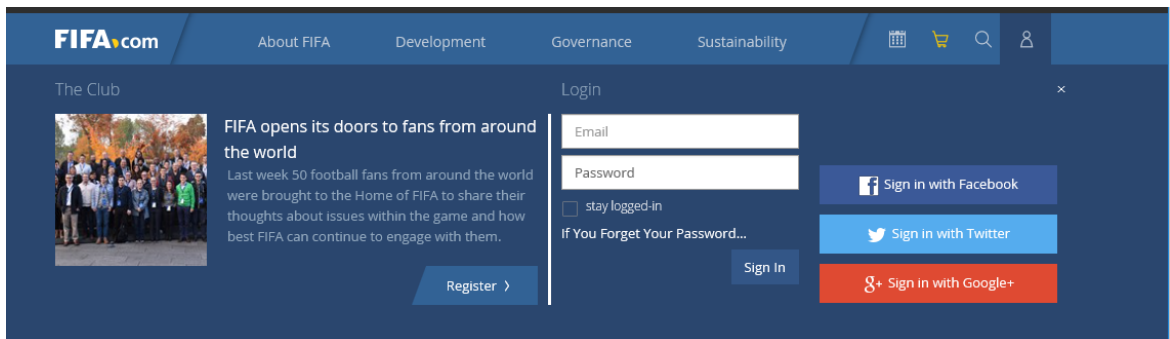 FIFA.com
About FIFA
Development
Governance
Sustainability
The Club
FIFA opens its doors to fans from around
the world
Last week 50 football fans from around the world
were brought to the Home of FIFA to share their
thoughts about issues within the game and how
best FIFA can continue to engage with them.
Register >
Login
×
Email
Password
stay logged-in
If You Forget Your Password...
Sign In
Sign in with Facebook
Sign in with Twitter
g+ Sign in with Google+